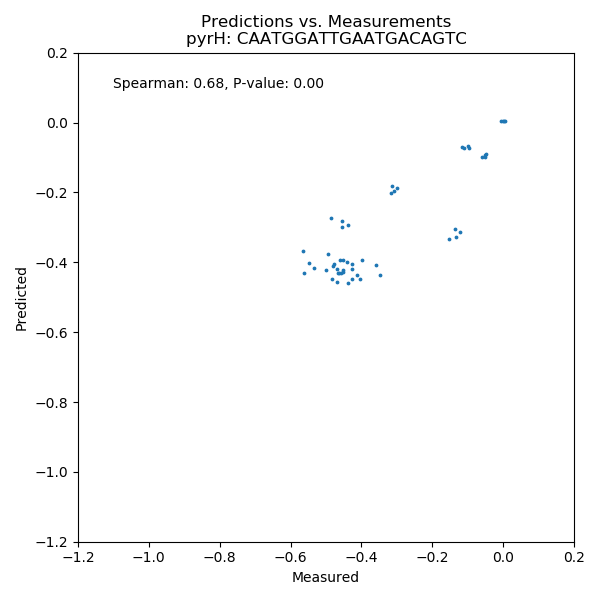 Predictions vs. Measurements
pyrH: CAATGGATTGAATGACAGTC
Spearman: 0.68, P-value: 0.00
0.2
0.0
−0.2
−0.4
−0.6
−0.8
−1.0
−1.2
Predicted
−1.2 −1.0 −0.8 −0.6 −0.4 −0.2 0.0 0.2
Measured